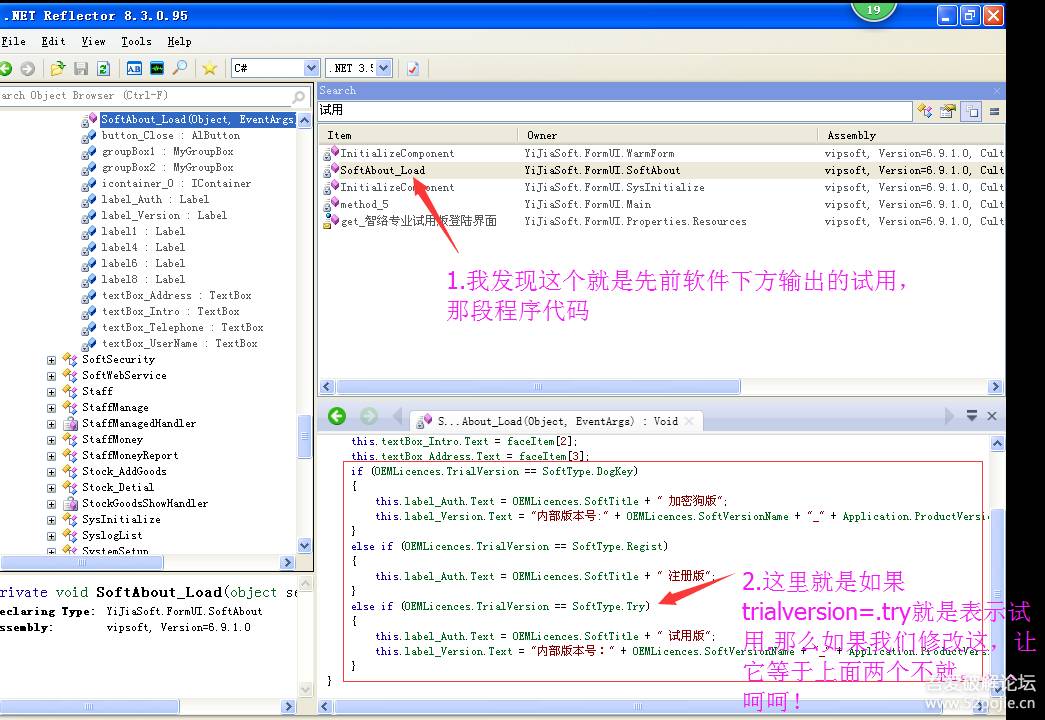 .NET Reflector 8.3.0.95
19
File Edit View Tools Help
C# .NET 3.5
arch Object Browser (Ctrl-F)
SoftAbout_Load(Object, EventArgs
button_Close : AlButton
groupBox1 : MyGroupBox
groupBox2 : MyGroupBox
icontainer_0 : IContainer
label_Auth : Label
label_Version : Label
label1 : Label
label4 : Label
label6 : Label
label8 : Label
textBox_Address : TextBox
textBox_Intro : TextBox
textBox_Telephone : TextBox
textBox_UserName : TextBox
SoftSecurity
SoftWebService
Staff
StaffManage
StaffManagedHandler
StaffMoney
StaffMoneyReport
Stock_AddGoods
Stock_Detial
StockGoodsShowHandler
SysInitialize
SyslogList
SystemSetup
rivate void SoftAbout_Load(object se
eclaring Type: YiJiaSoft.FormUI.SoftAbout
ssembly: vipsoft, Version=6.9.1.0
Search
试用
Item Owner Assembly
InitializeComponent YiJiaSoft.FormUI.WarmForm vipsoft, Version=6.9.1.0, Cult
SoftAbout_Load YiJiaSoft.FormUI.SoftAbout vipsoft, Version=6.9.1.0, Cult
InitializeComponent YiJiaSoft.FormUI.SysInitialize vipsoft, Version=6.9.1.0, Cult
method_5 YiJiaSoft.FormUI.Main vipsoft, Version=6.9.1.0, Cult
get_智络专业试用版登陆界面 YiJiaSoft.FormUI.Properties.Resources vipsoft, Version=6.9.1.0, Cult
1.我发现这个就是先前软件下方输出的试用，
那段程序代码
S...About_Load(Object, EventArgs) : Void
this.textBox_Intro.Text = faceItem[2];
this.textBox_Address.Text = faceItem[3];
if (OEMLicences.TrialVersion == SoftType.DogKey)
{
this.label_Auth.Text = OEMLicences.SoftTitle + " 加密狗版";
this.label_Version.Text = "内部版本号:" + OEMLicences.SoftVersionName + "_" + Application.ProductVersi
}
else if (OEMLicences.TrialVersion == SoftType.Regist)
{
this.label_Auth.Text = OEMLicences.SoftTitle + " 注册版";
}
else if (OEMLicences.TrialVersion == SoftType.Try)
{
this.label_Auth.Text = OEMLicences.SoftTitle + " 试用版";
this.label_Version.Text = "内部版本号：" + OEMLicences.SoftVersionName + "_" + Application.ProductVers
}
}
2.这里就是如果
trialversion=.try就是表示试
用,那么如果我们修改这，让
它等于上面两个不就。。^
呵呵！
吾爱破解论坛
www.52pojie.cn